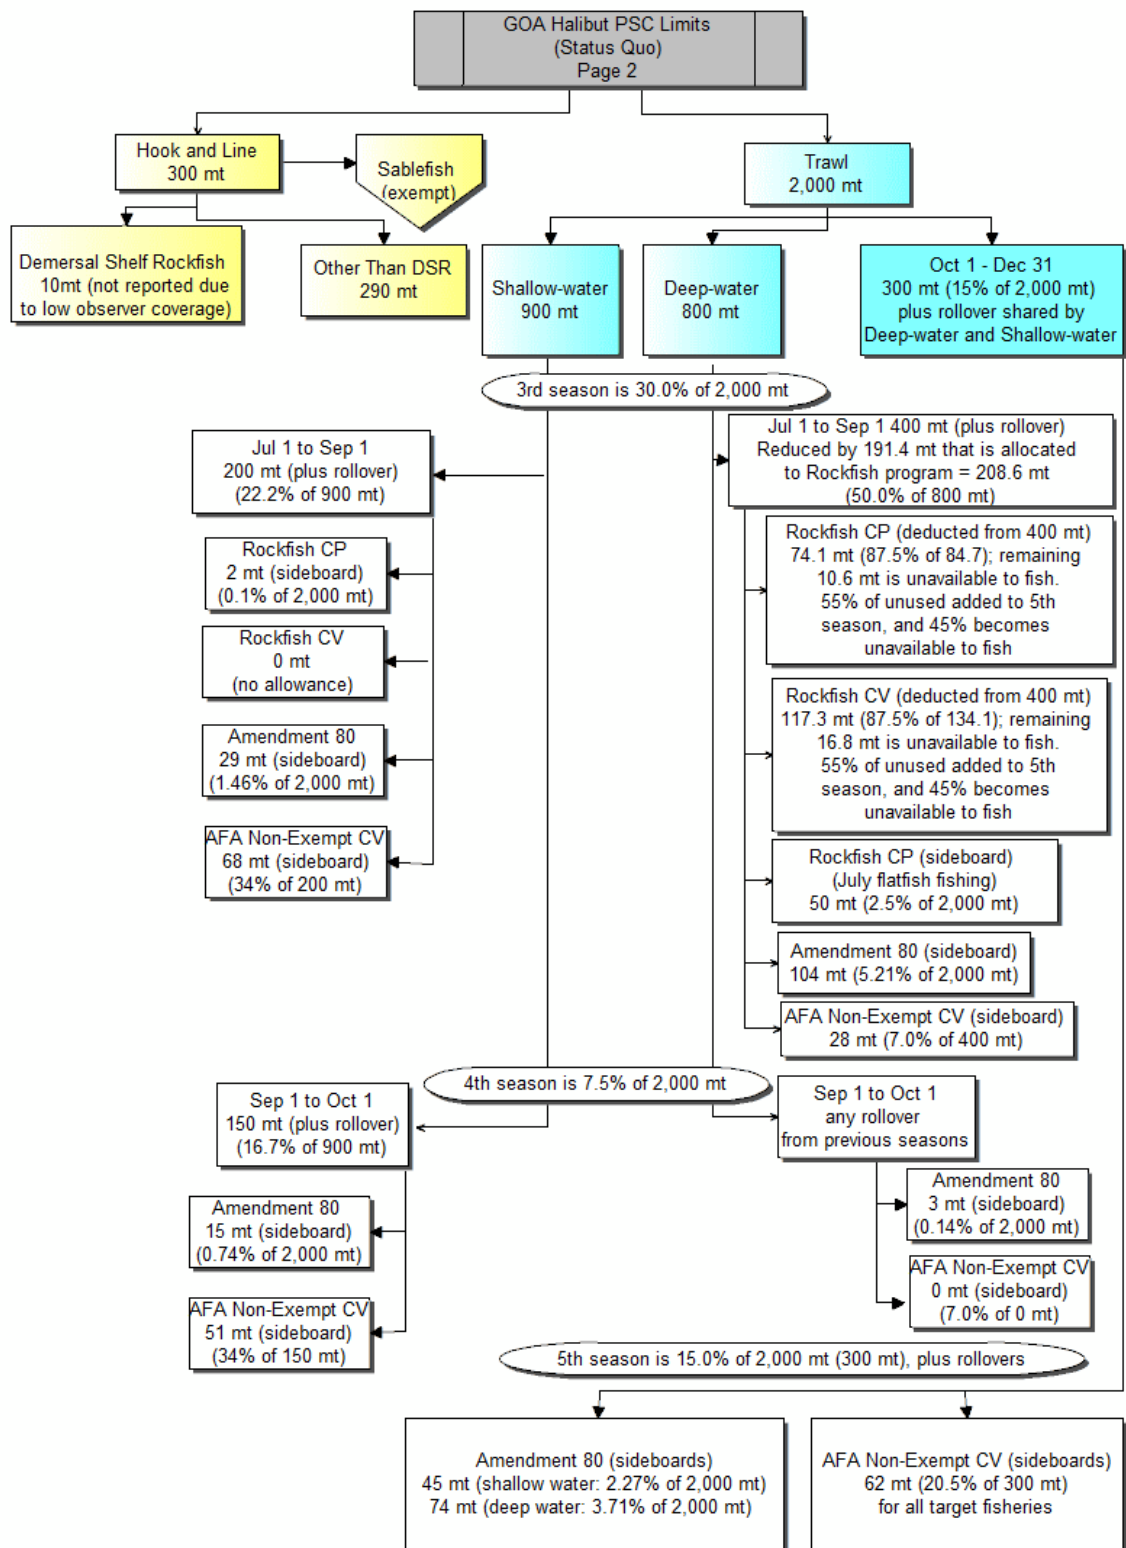 GOA Halibut PSC Limits
(Status Quo)
Page 2
Hook and Line
300 mt
Sablefish
(exempt)
Trawl
2,000 mt
Demersal Shelf Rockfish
10mt (not reported due
to low observer coverage)
Other Than DSR
290 mt
Shallow-water
900 mt
Deep-water
800 mt
Oct 1 - Dec 31
300 mt (15% of 2,000 mt)
plus rollover shared by
Deep-water and Shallow-water
3rd season is 30.0% of 2,000 mt
Jul 1 to Sep 1
200 mt (plus rollover)
(22.2% of 900 mt)
Rockfish CP
2 mt (sideboard)
(0.1% of 2,000 mt)
Rockfish CV
0 mt
(no allowance)
Amendment 80
29 mt (sideboard)
(1.46% of 2,000 mt)
AFA Non-Exempt CV
68 mt (sideboard)
(34% of 200 mt)
Jul 1 to Sep 1 400 mt (plus rollover)
Reduced by 191.4 mt that is allocated
to Rockfish program = 208.6 mt
(50.0% of 800 mt)
Rockfish CP (deducted from 400 mt)
74.1 mt (87.5% of 84.7); remaining
10.6 mt is unavailable to fish.
55% of unused added to 5th
season, and 45% becomes
unavailable to fish
Rockfish CV (deducted from 400 mt)
117.3 mt (87.5% of 134.1); remaining
16.8 mt is unavailable to fish.
55% of unused added to 5th
season, and 45% becomes
unavailable to fish
Rockfish CP (sideboard)
(July flatfish fishing)
50 mt (2.5% of 2,000 mt)
Amendment 80 (sideboard)
104 mt (5.21% of 2,000 mt)
AFA Non-Exempt CV (sideboard)
28 mt (7.0% of 400 mt)
4th season is 7.5% of 2,000 mt
Sep 1 to Oct 1
150 mt (plus rollover)
(16.7% of 900 mt)
Amendment 80
15 mt (sideboard)
(0.74% of 2,000 mt)
AFA Non-Exempt CV
51 mt (sideboard)
(34% of 150 mt)
Sep 1 to Oct 1
any rollover
from previous seasons
Amendment 80
3 mt (sideboard)
(0.14% of 2,000 mt)
AFA Non-Exempt CV
0 mt (sideboard)
(7.0% of 0 mt)
5th season is 15.0% of 2,000 mt (300 mt), plus rollovers
Amendment 80 (sideboards)
45 mt (shallow water: 2.27% of 2,000 mt)
74 mt (deep water: 3.71% of 2,000 mt)
AFA Non-Exempt CV (sideboards)
62 mt (20.5% of 300 mt)
for all target fisheries